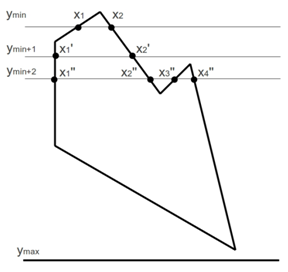 ymin x1 x2
ymin+1 x1' x2'
ymin+2 x1" x2" x3" x4"
ymax